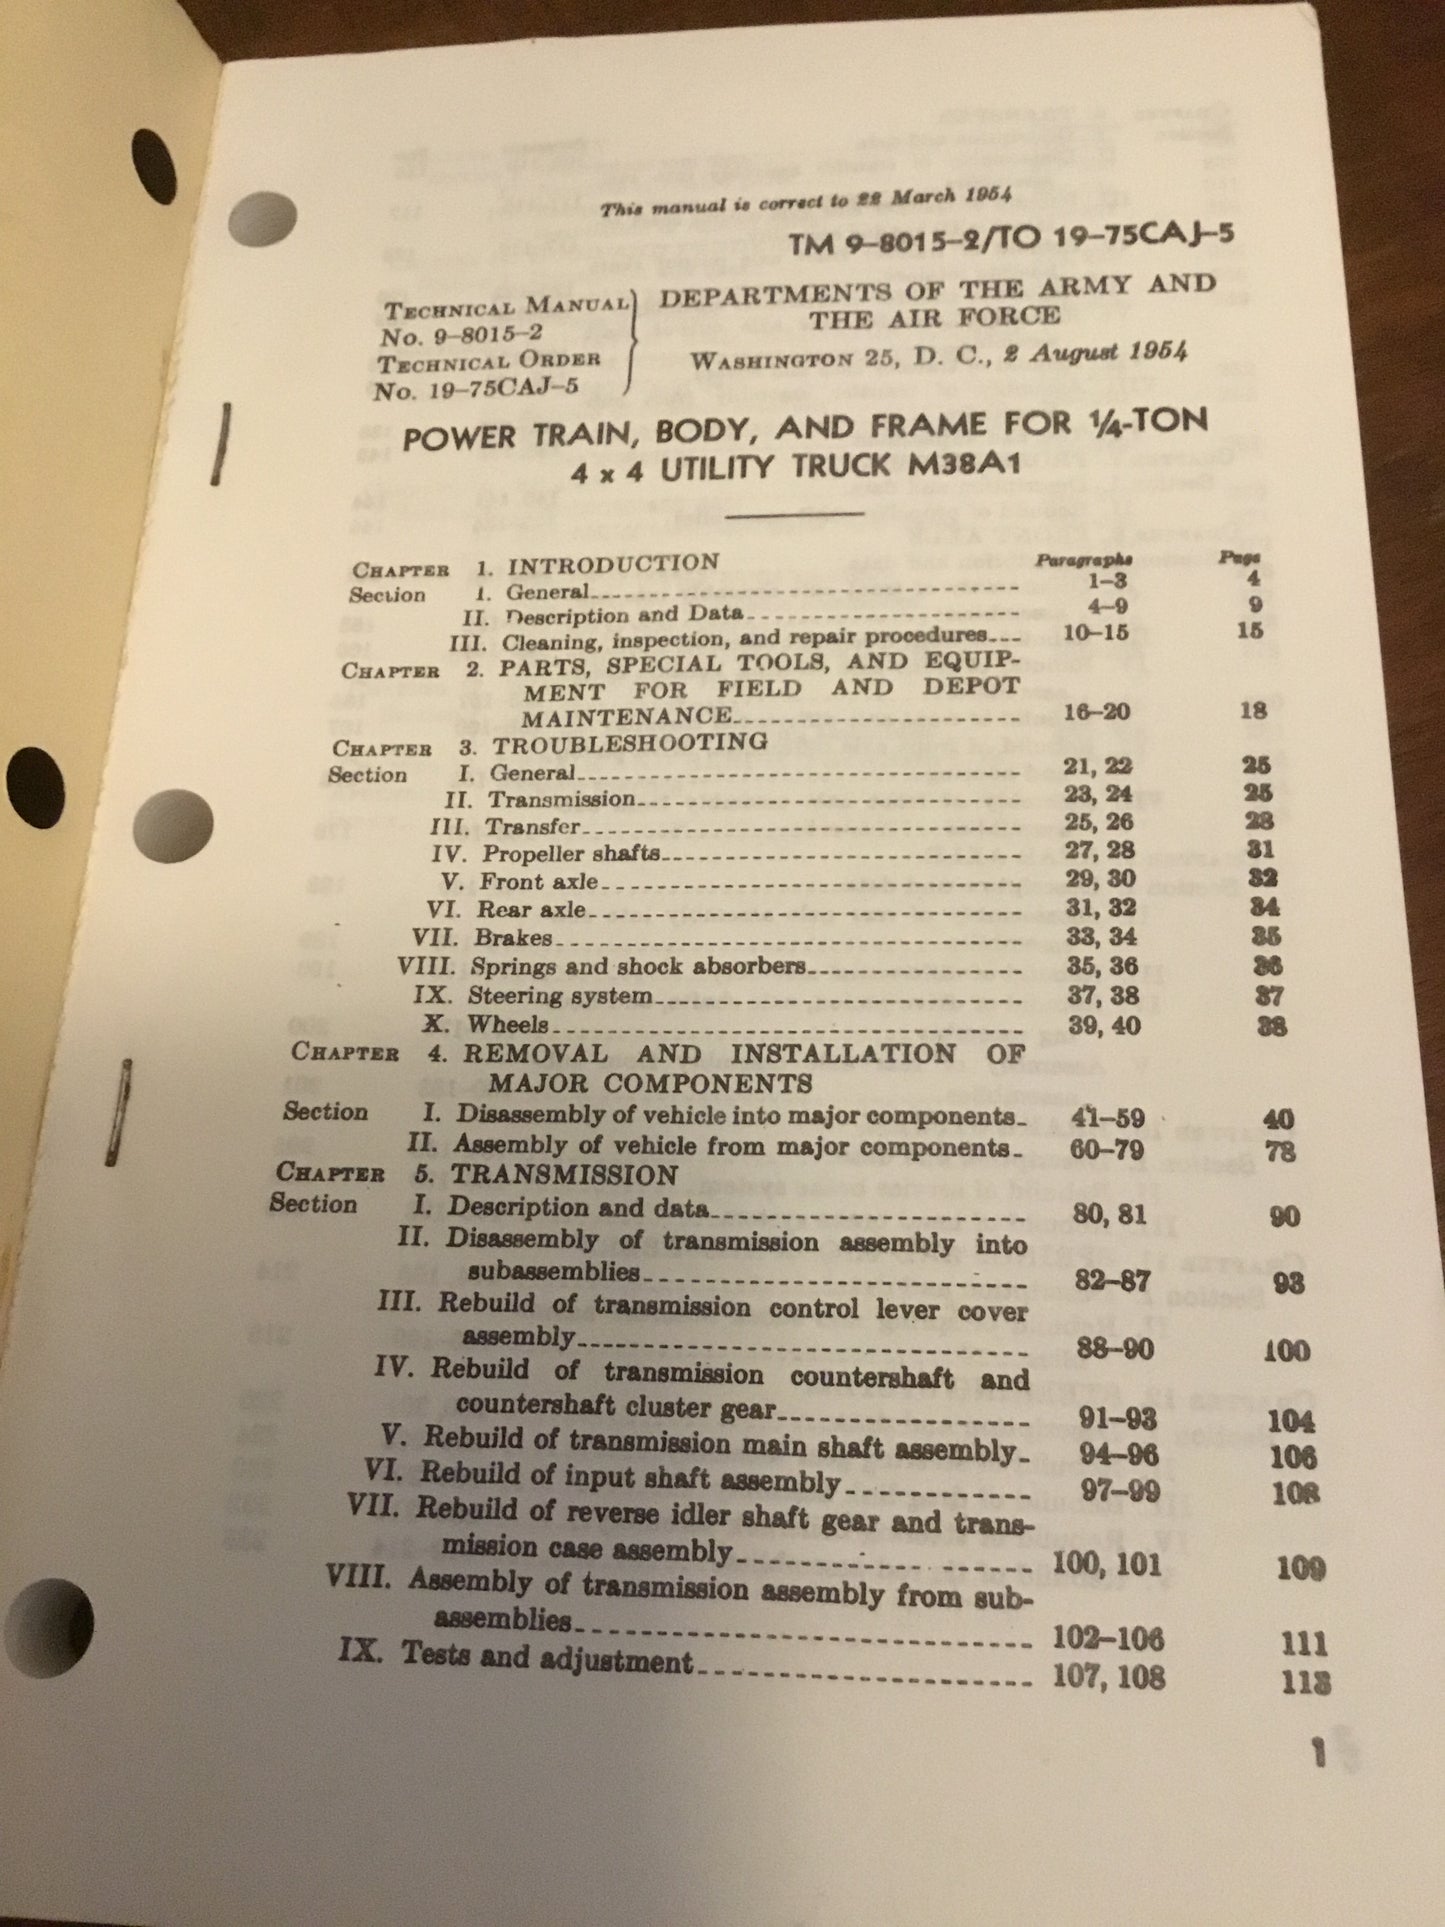 This manual is correct to 22 March 1954
TM 9-8015-2/TO 19-75CAJ-5
TECHNICAL MANUAL
No. 9-8015-2
TECHNICAL ORDER
No. 19-75CAJ-5
DEPARTMENTS OF THE ARMY AND
THE AIR FORCE
WASHINGTON 25, D. C., 2 August 1954
POWER TRAIN, BODY, AND FRAME FOR ¼-TON
4 x 4 UTILITY TRUCK M38A1
Paragraphs Page
CHAPTER 1. INTRODUCTION
Section I. General 1-3 4
II. Description and Data 4-9 9
III. Cleaning, inspection, and repair procedures 10-15 15
CHAPTER 2. PARTS, SPECIAL TOOLS, AND EQUIP-
MENT FOR FIELD AND DEPOT
MAINTENANCE 16-20 18
CHAPTER 3. TROUBLESHOOTING
Section I. General 21, 22 25
II. Transmission 23, 24 25
III. Transfer 25, 26 28
IV. Propeller shafts 27, 28 31
V. Front axle 29, 30 32
VI. Rear axle 31, 32 34
VII. Brakes 33, 34 35
VIII. Springs and shock absorbers 35, 36 36
IX. Steering system 37, 38 37
X. Wheels 39, 40 38
CHAPTER 4. REMOVAL AND INSTALLATION OF
MAJOR COMPONENTS
Section I. Disassembly of vehicle into major components 41-59 40
II. Assembly of vehicle from major components 60-79 78
CHAPTER 5. TRANSMISSION
Section I. Description and data 80, 81 90
II. Disassembly of transmission assembly into
subassemblies 82-87 93
III. Rebuild of transmission control lever cover
assembly 88-90 100
IV. Rebuild of transmission countershaft and
countershaft cluster gear 91-93 104
V. Rebuild of transmission main shaft assembly 94-96 106
VI. Rebuild of input shaft assembly 97-99 108
VII. Rebuild of reverse idler shaft gear and trans-
mission case assembly 100, 101 109
VIII. Assembly of transmission assembly from sub-
assemblies 102-106 111
IX. Tests and adjustment 107, 108 113
1